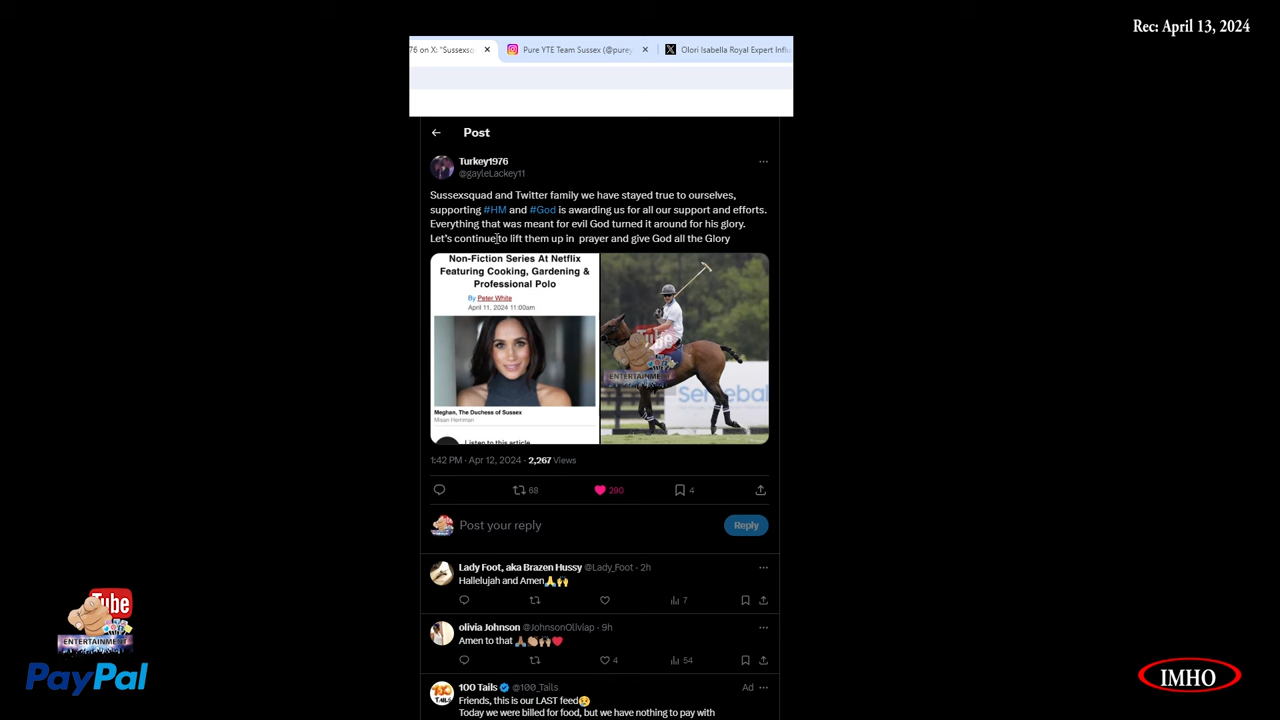 Rec: April 13, 2024
76 on X: "Sussexsq
Pure YTE Team Sussex (@purey
Olori Isabella Royal Expert Influ
Post
Turkey1976
@gayleLackey11
Sussexsquad and Twitter family we have stayed true to ourselves,
supporting #HM and #God is awarding us for all our support and efforts.
Everything that was meant for evil God turned it around for his glory.
Let's continue to lift them up in prayer and give God all the Glory
Non-Fiction Series At Netflix
Featuring Cooking, Gardening &
Professional Polo
By Peter White
April 11, 2024 11:00am
Meghan, The Duchess of Sussex
Misan Harriman
Listen to this article
Tube
ENTERTAINMENT
1:42 PM · Apr 12, 2024 · 2,267 Views
68
290
4
Post your reply
Reply
Lady Foot, aka Brazen Hussy @Lady_Foot · 2h
Hallelujah and Amen🙏🙌
7
olivia Johnson @JohnsonOliviap · 9h
Amen to that 🙏🏽👏🏽🙌🏽❤️
4
54
100 Tails @100_Tails
Ad
Friends, this is our LAST feed😢
Today we were billed for food, but we have nothing to pay with
Tube
ENTERTAINMENT
PayPal
IMHO